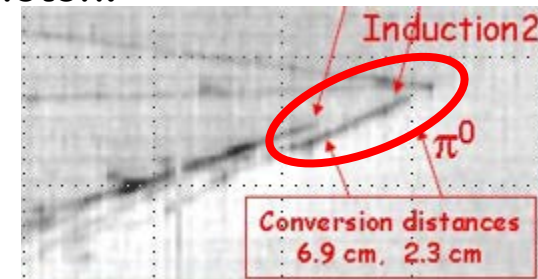 Induction2
π⁰
Conversion distances
6.9 cm, 2.3 cm